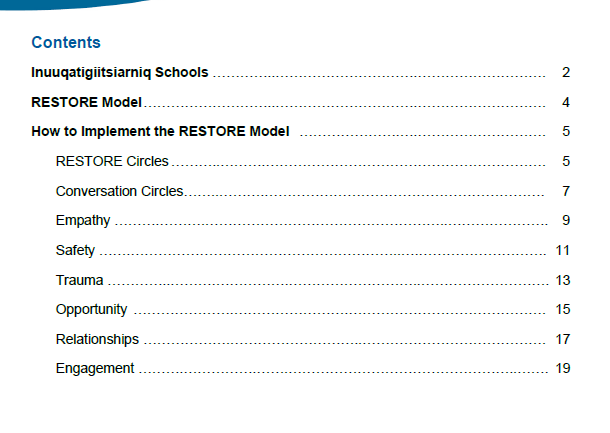 Contents
Inuuqatigiitsiarniq Schools ........................................ 2
RESTORE Model ........................................ 4
How to Implement the RESTORE Model ........................................ 5
RESTORE Circles ........................................ 5
Conversation Circles ........................................ 7
Empathy ........................................ 9
Safety ........................................ 11
Trauma ........................................ 13
Opportunity ........................................ 15
Relationships ........................................ 17
Engagement ........................................ 19